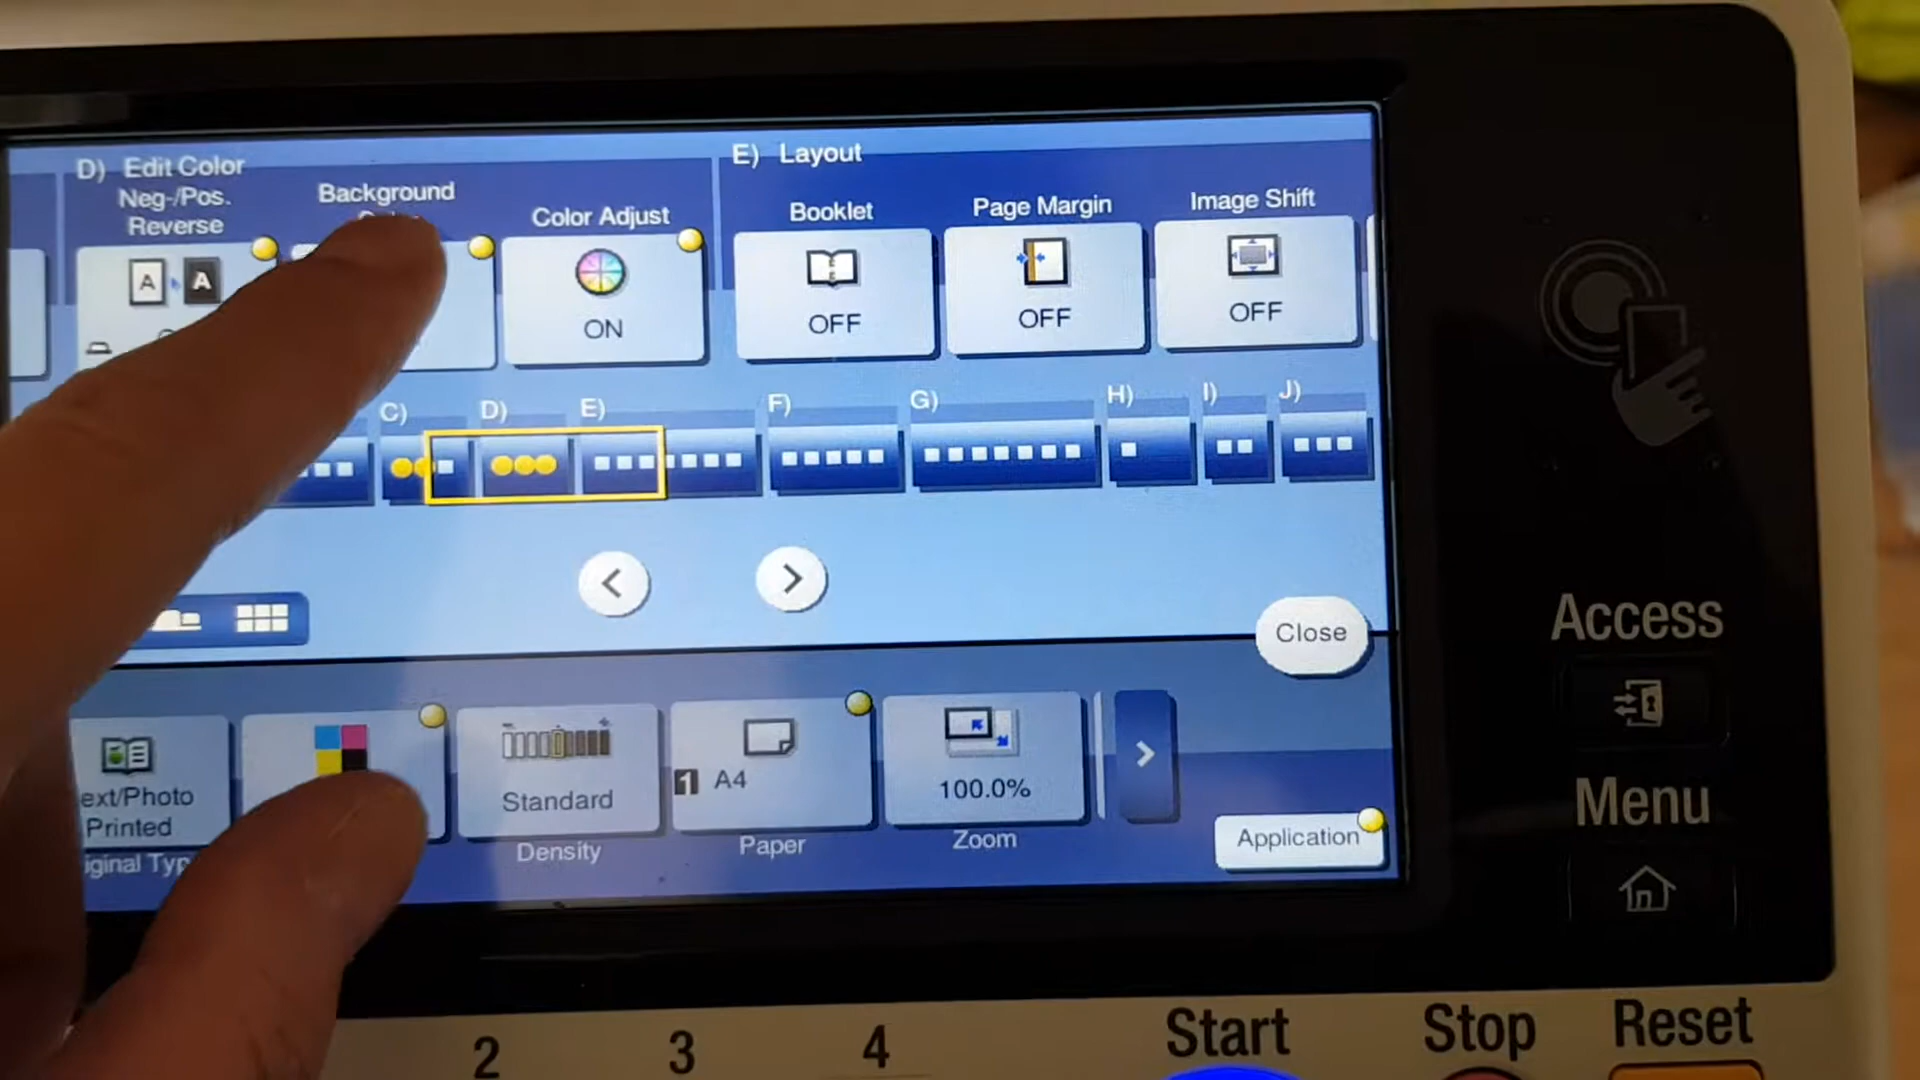 D) Edit Color
Neg-/Pos.
Reverse
Background
Color Adjust
ON
E) Layout
Booklet
OFF
Page Margin
OFF
Image Shift
OFF
C) D) E) F) G) H) I) J)
Close
ext/Photo
Printed
iginal Typ
Standard
Density
1 A4
Paper
100.0%
Zoom
Application
Access
Menu
2 3 4
Start
Stop
Reset